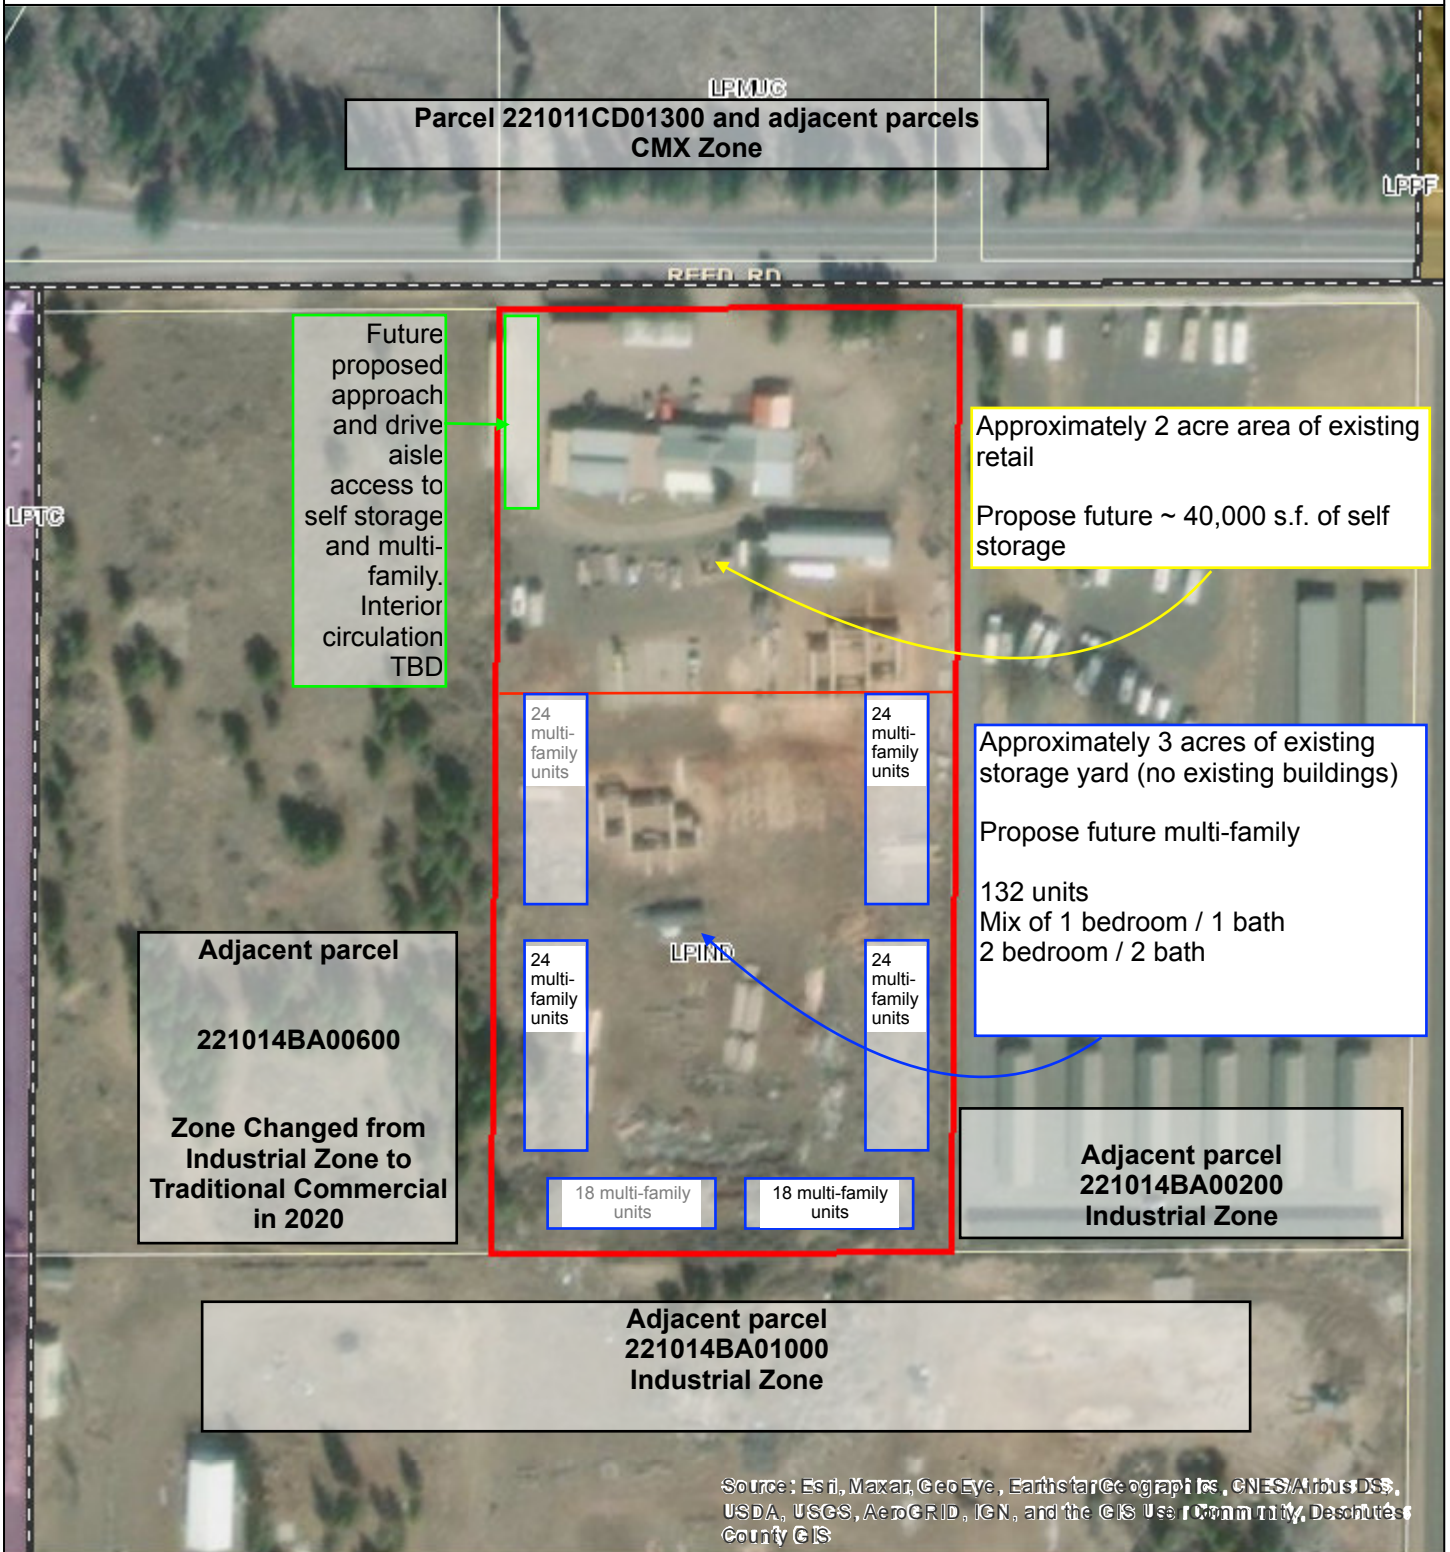 LPMUC
Parcel 221011CD01300 and adjacent parcels
CMX Zone
LPPF
REED RD
Future
proposed
approach
and drive
aisle
access to
self storage
and multi-
family.
Interior
circulation
TBD
Approximately 2 acre area of existing
retail
Propose future ~ 40,000 s.f. of self
storage
LPTC
24
multi-
family
units
24
multi-
family
units
Approximately 3 acres of existing
storage yard (no existing buildings)
Propose future multi-family
132 units
Mix of 1 bedroom / 1 bath
2 bedroom / 2 bath
LPIND
24
multi-
family
units
24
multi-
family
units
Adjacent parcel
221014BA00600
Zone Changed from
Industrial Zone to
Traditional Commercial
in 2020
18 multi-family
units
18 multi-family
units
Adjacent parcel
221014BA00200
Industrial Zone
Adjacent parcel
221014BA01000
Industrial Zone
Source: Esri, Maxar, GeoEye, Earthstar Geographics, CNES/Airbus DS,
USDA, USGS, AeroGRID, IGN, and the GIS User Community, Deschutes
County GIS